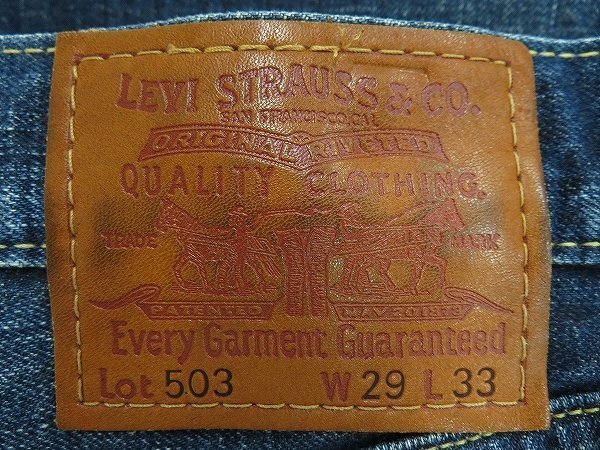 LEVI STRAUSS & CO.
SAN FRANCISCO, CAL
ORIGINAL RIVETED
QUALITY CLOTHING.
TRADE MARK
PATENTED MAY 20 1873
Every Garment Guaranteed
Lot 503 W 29 L 33